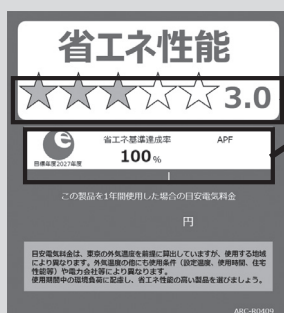 省エネ性能
3.0
省エネ基準達成率 APF
目標年度2027年度
100%
この製品を1年間使用した場合の目安電気料金
円
目安電気料金は、東京の外気温度を前提に算出していますが、使用する地域
により異なります。外気温度の他にも使用条件（設定温度、使用時間、住宅
性能等）や電力会社等により異なります。
使用期間中の環境負荷に配慮し、省エネ性能の高い製品を選びましょう。
ARC-R0409